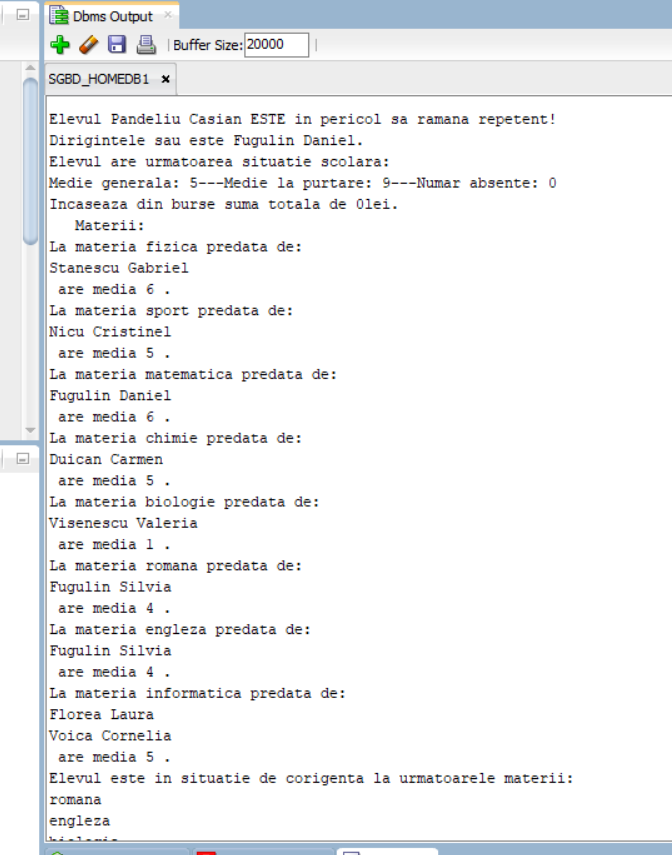 Dbms Output
Buffer Size: 20000
SGBD_HOMEDB1
Elevul Pandeliu Casian ESTE in pericol sa ramana repetent!
Dirigintele sau este Fugulin Daniel.
Elevul are urmatoarea situatie scolara:
Medie generala: 5---Medie la purtare: 9---Numar absente: 0
Incaseaza din burse suma totala de 0lei.
Materii:
La materia fizica predata de:
Stanescu Gabriel
are media 6 .
La materia sport predata de:
Nicu Cristinel
are media 5 .
La materia matematica predata de:
Fugulin Daniel
are media 6 .
La materia chimie predata de:
Duican Carmen
are media 5 .
La materia biologie predata de:
Visenescu Valeria
are media 1 .
La materia romana predata de:
Fugulin Silvia
are media 4 .
La materia engleza predata de:
Fugulin Silvia
are media 4 .
La materia informatica predata de:
Florea Laura
Voica Cornelia
are media 5 .
Elevul este in situatie de corigenta la urmatoarele materii:
romana
engleza